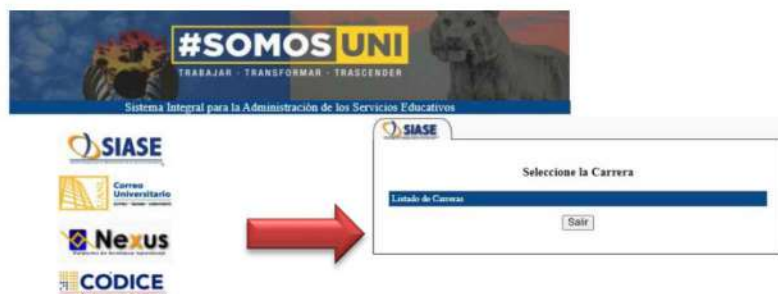 #SOMOS UNI
TRABAJAR - TRANSFORMAR - TRASCENDER
Sistema Integral para la Administración de los Servicios Educativos
SIASE
SIASE
Seleccione la Carrera
Listado de Carreras
Salir
Correo
Universitario
Nexus
CÓDICE